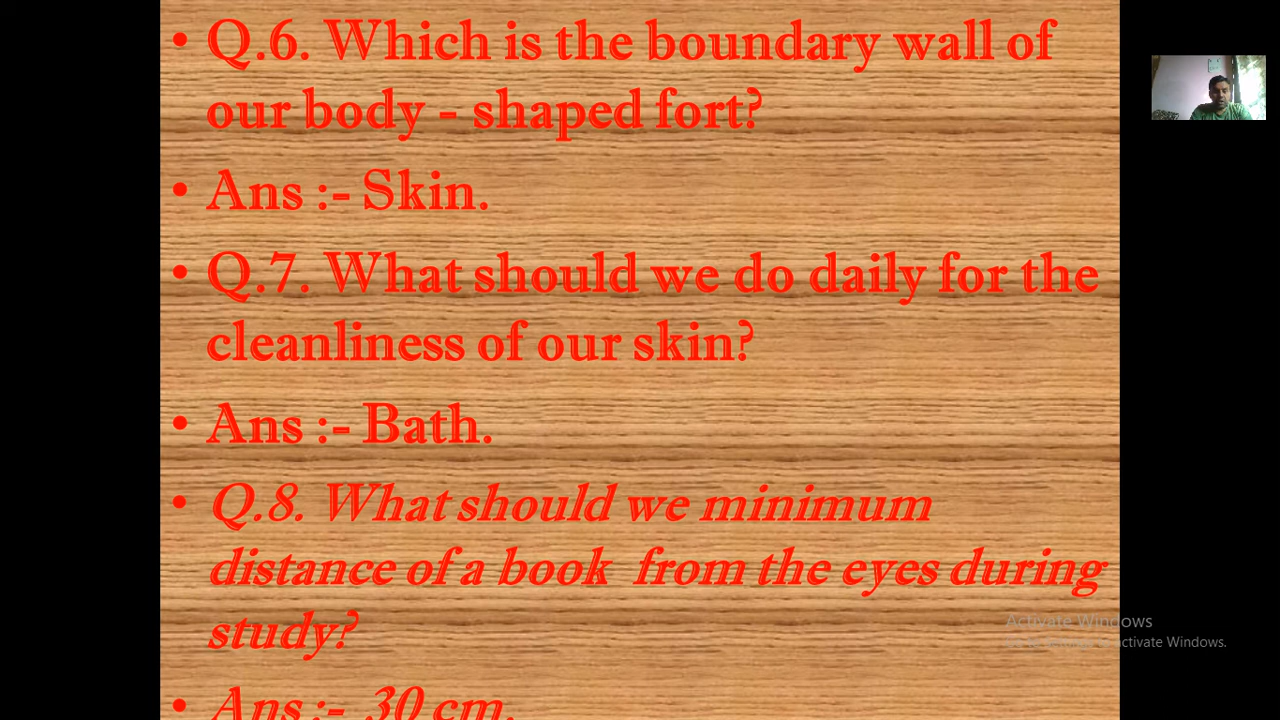 • Q.6. Which is the boundary wall of
our body - shaped fort?
• Ans :- Skin.
• Q.7. What should we do daily for the
cleanliness of our skin?
• Ans :- Bath.
• Q.8. What should we minimum
distance of a book from the eyes during
study?
Activate Windows
activate Windows.
• Ans :- 30 cm.